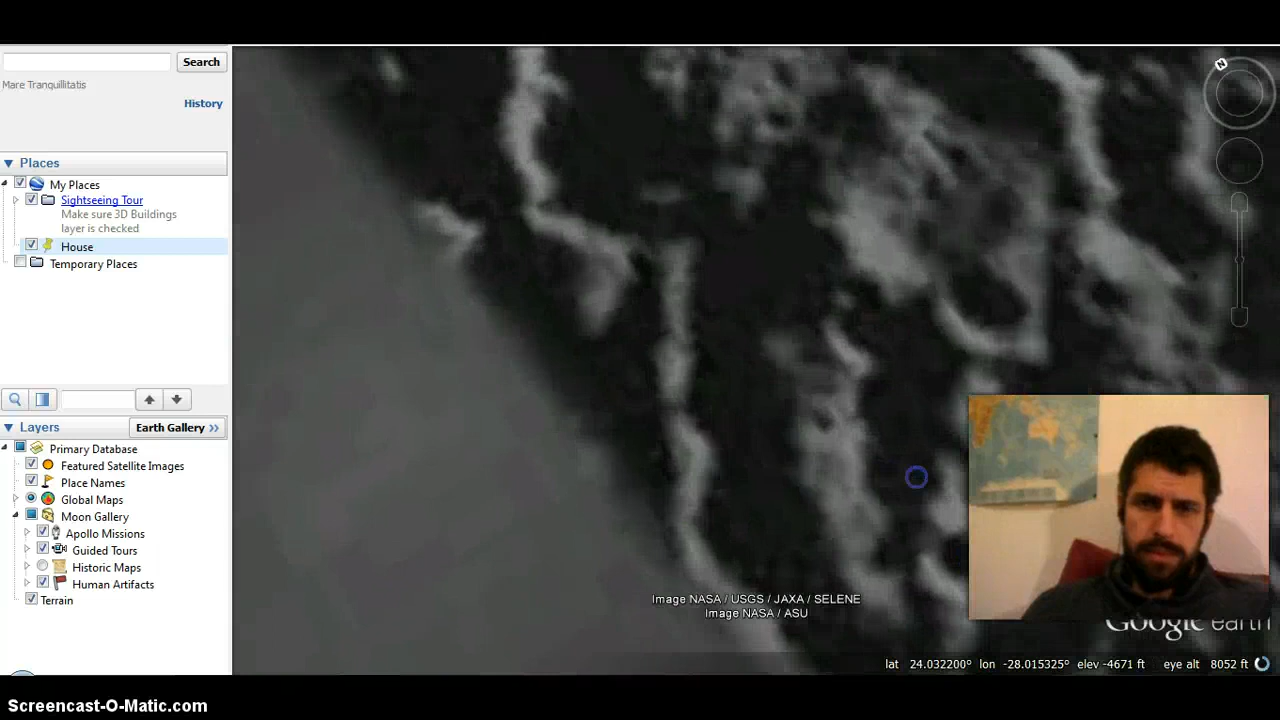 Search
Mare Tranquillitatis
History
Places
My Places
Sightseeing Tour
Make sure 3D Buildings
layer is checked
House
Temporary Places
Layers
Earth Gallery >>
Primary Database
Featured Satellite Images
Place Names
Global Maps
Moon Gallery
Apollo Missions
Guided Tours
Historic Maps
Human Artifacts
Terrain
N
Image NASA / USGS / JAXA / SELENE
Image NASA / ASU
Google earth
lat 24.032200° lon -28.015325° elev -4671 ft eye alt 8052 ft
Screencast-O-Matic.com